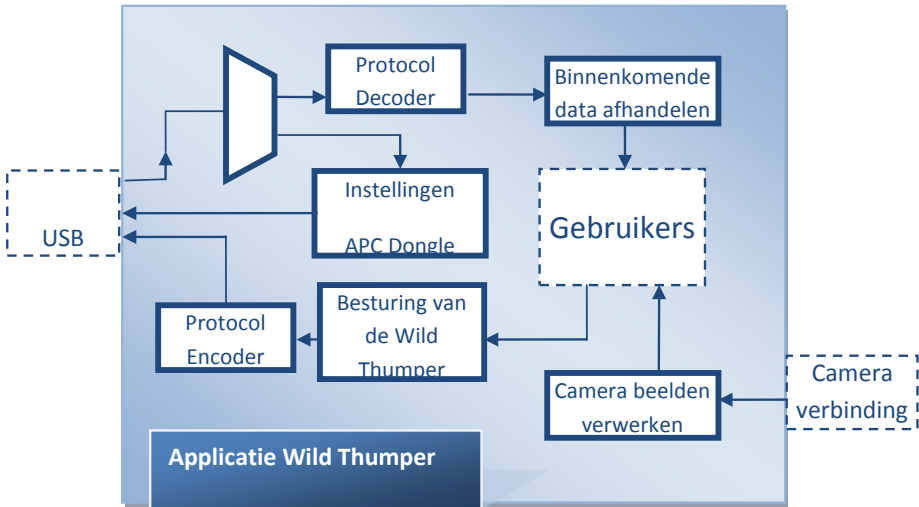 Protocol
Decoder
Binnenkomende
data afhandelen
USB
Instellingen
APC Dongle
Gebruikers
Protocol
Encoder
Besturing van
de Wild
Thumper
Camera beelden
verwerken
Camera
verbinding
Applicatie Wild Thumper